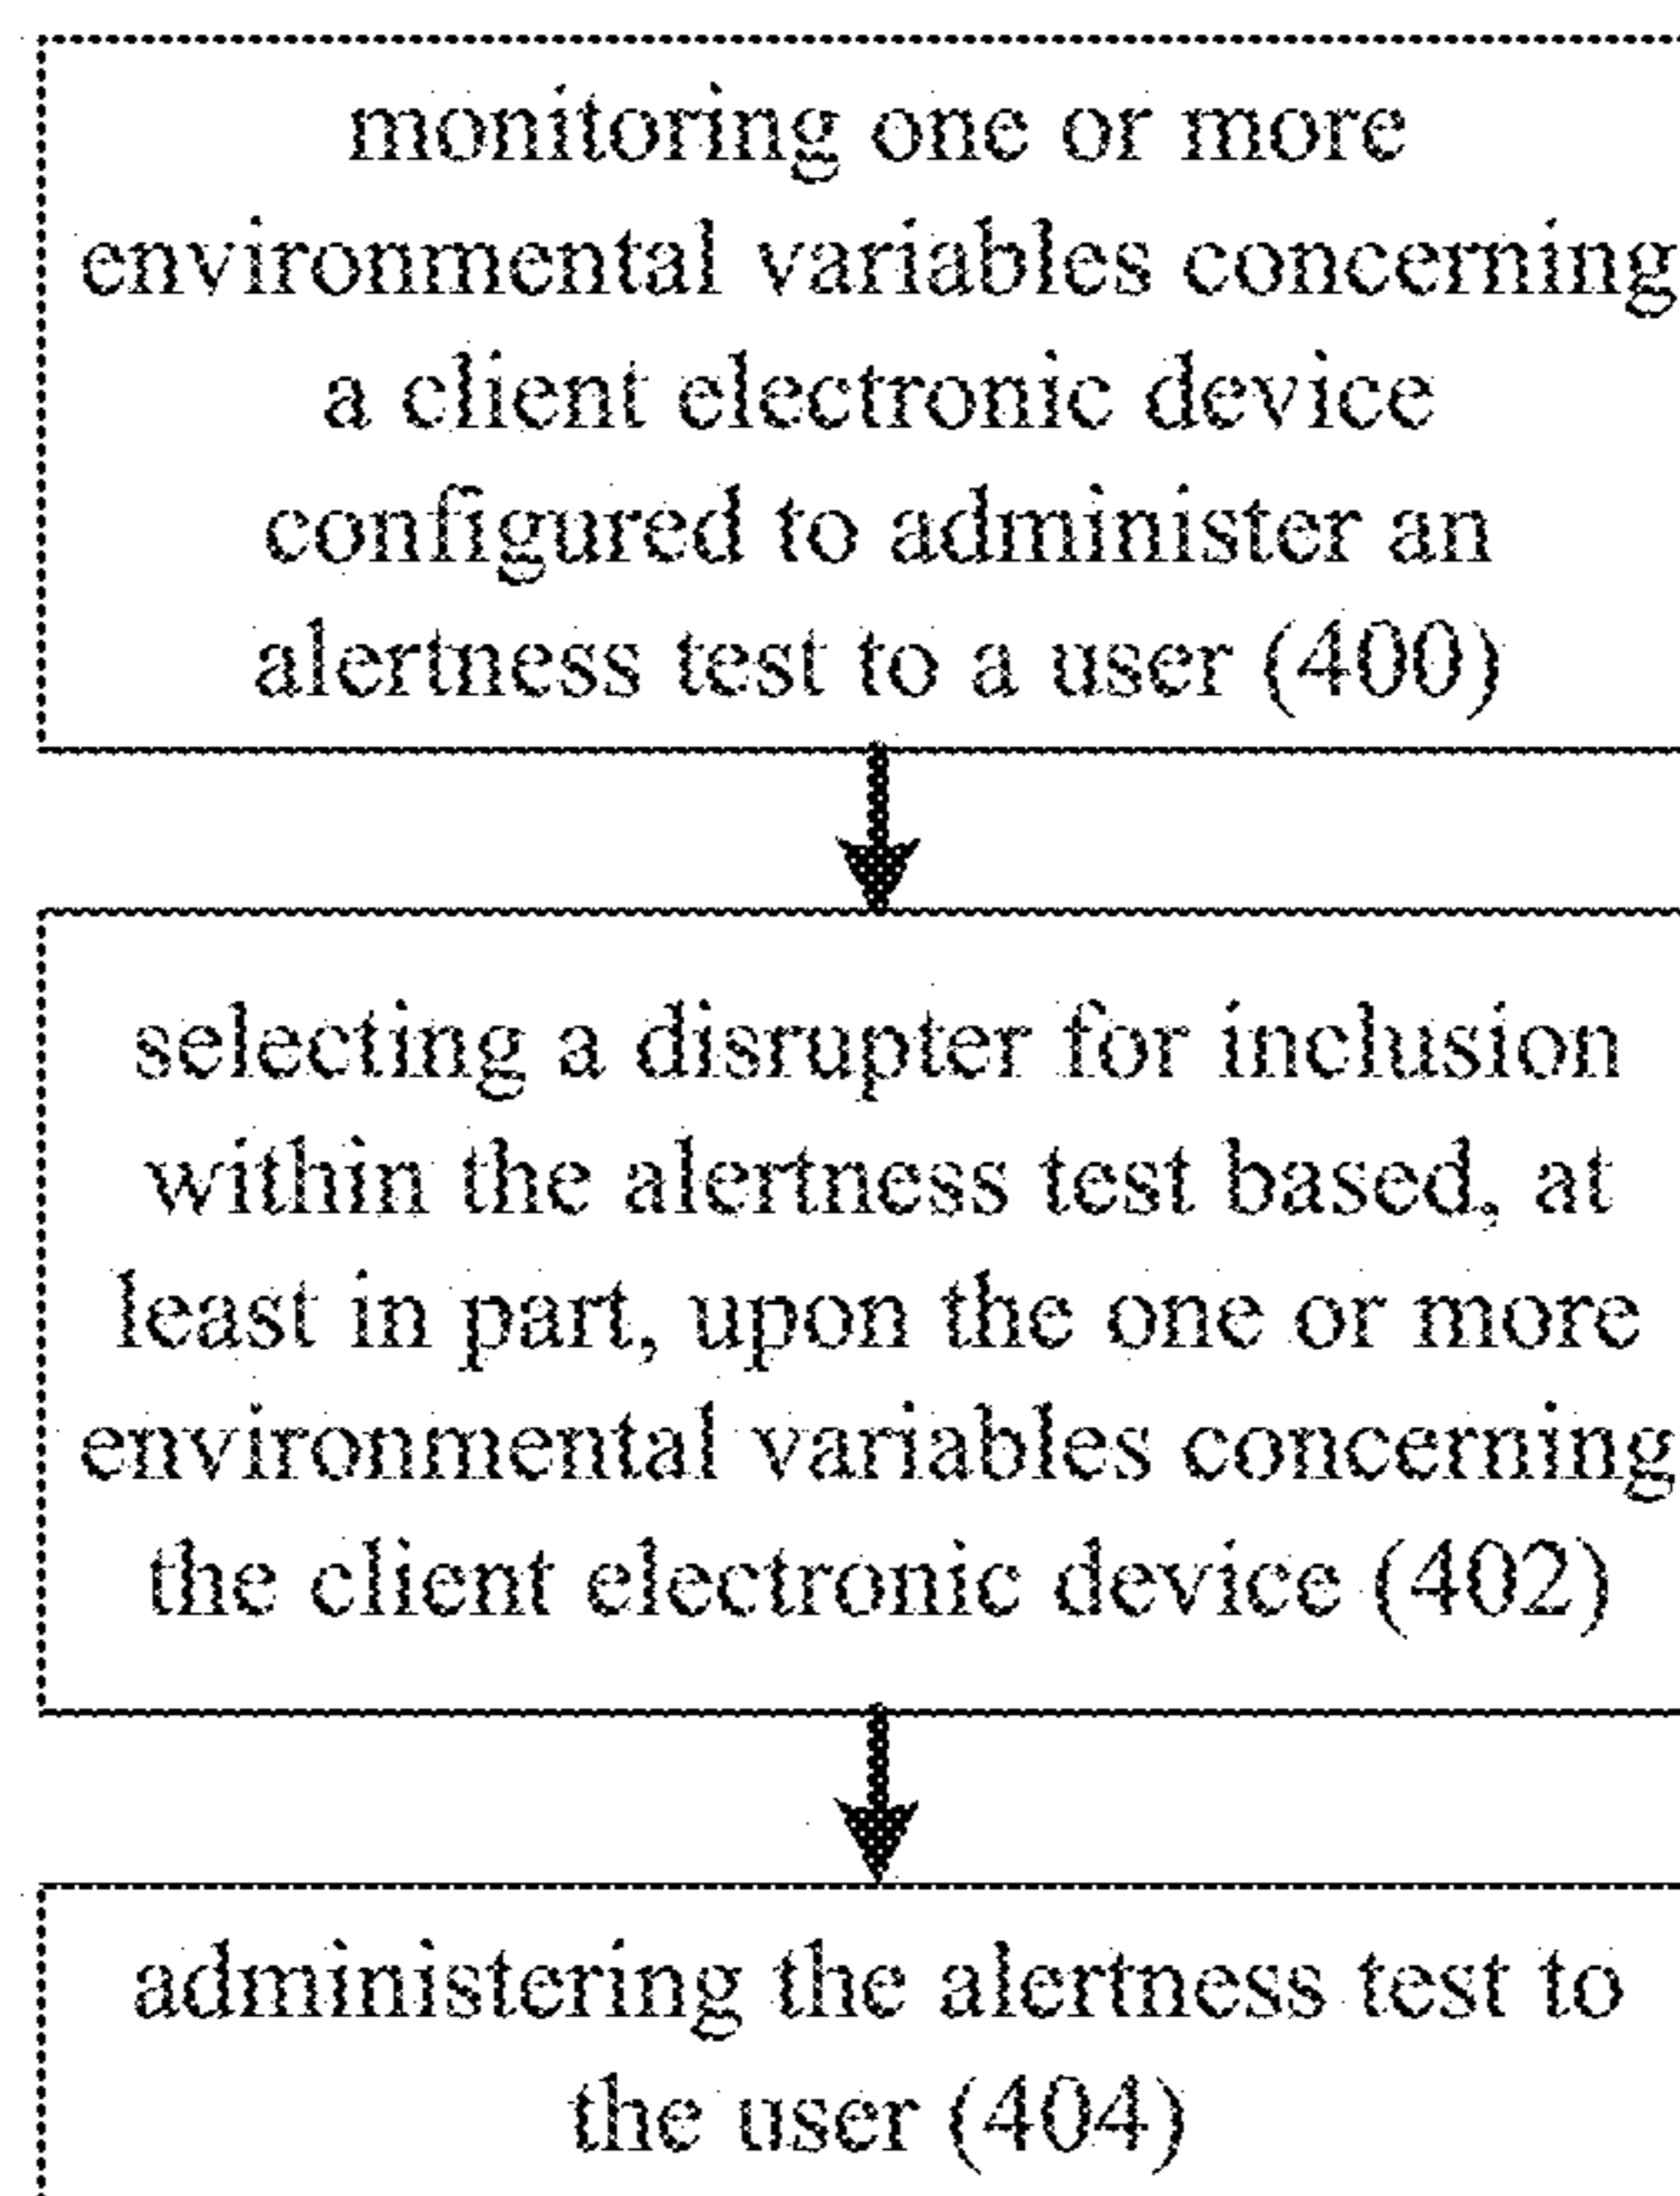 monitoring one or more
environmental variables concerning
a client electronic device
configured to administer an
alertness test to a user (400)
selecting a disrupter for inclusion
within the alertness test based, at
least in part, upon the one or more
environmental variables concerning
the client electronic device (402)
administering the alertness test to
the user (404)